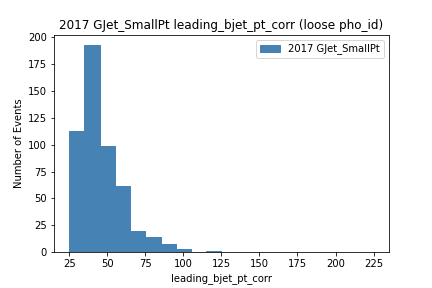 2017 GJet_SmallPt leading_bjet_pt_corr (loose pho_id)
2017 GJet_SmallPt
Number of Events
200
175
150
125
100
75
50
25
0
25 50 75 100 125 150 175 200 225
leading_bjet_pt_corr